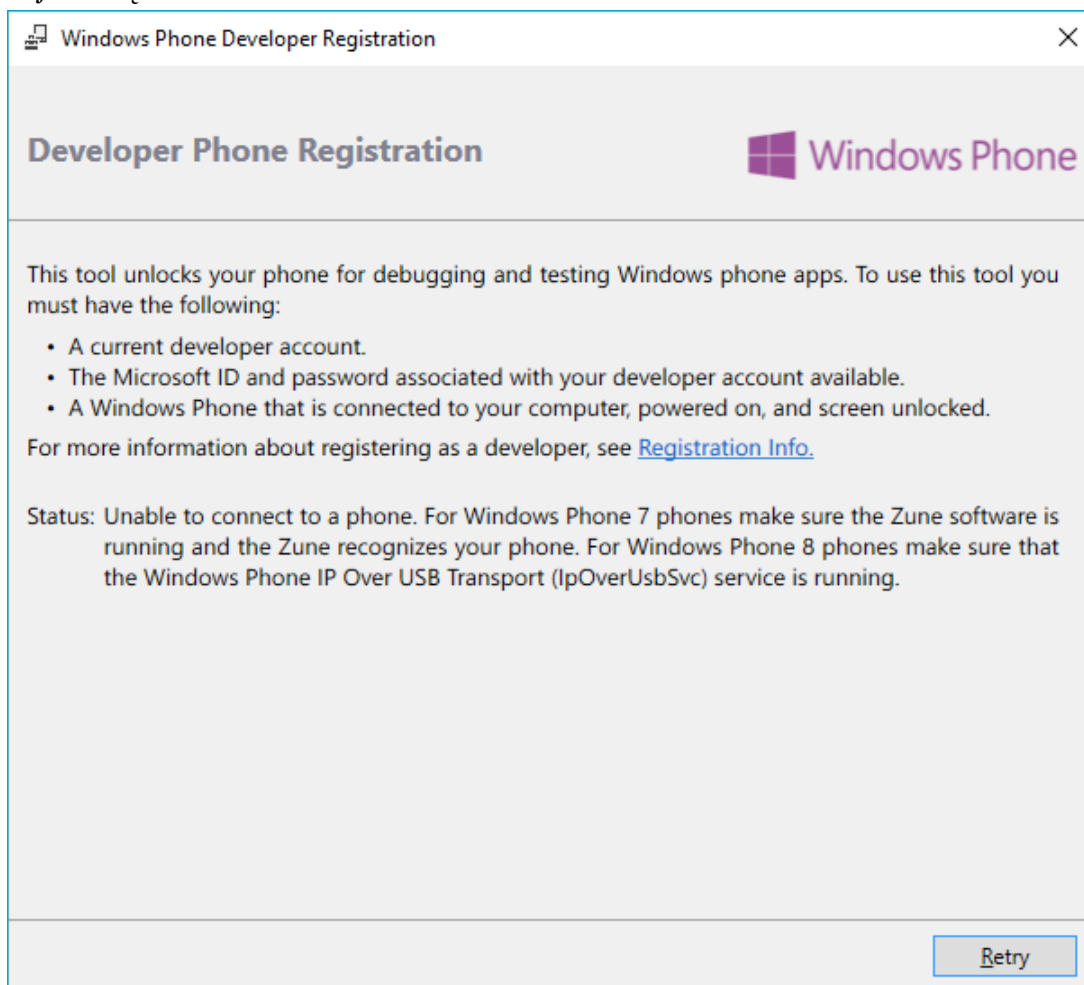 Windows Phone Developer Registration
Developer Phone Registration
Windows Phone
This tool unlocks your phone for debugging and testing Windows phone apps. To use this tool you
must have the following:
• A current developer account.
• The Microsoft ID and password associated with your developer account available.
• A Windows Phone that is connected to your computer, powered on, and screen unlocked.
For more information about registering as a developer, see Registration Info.
Status: Unable to connect to a phone. For Windows Phone 7 phones make sure the Zune software is
running and the Zune recognizes your phone. For Windows Phone 8 phones make sure that
the Windows Phone IP Over USB Transport (IpOverUsbSvc) service is running.
Retry